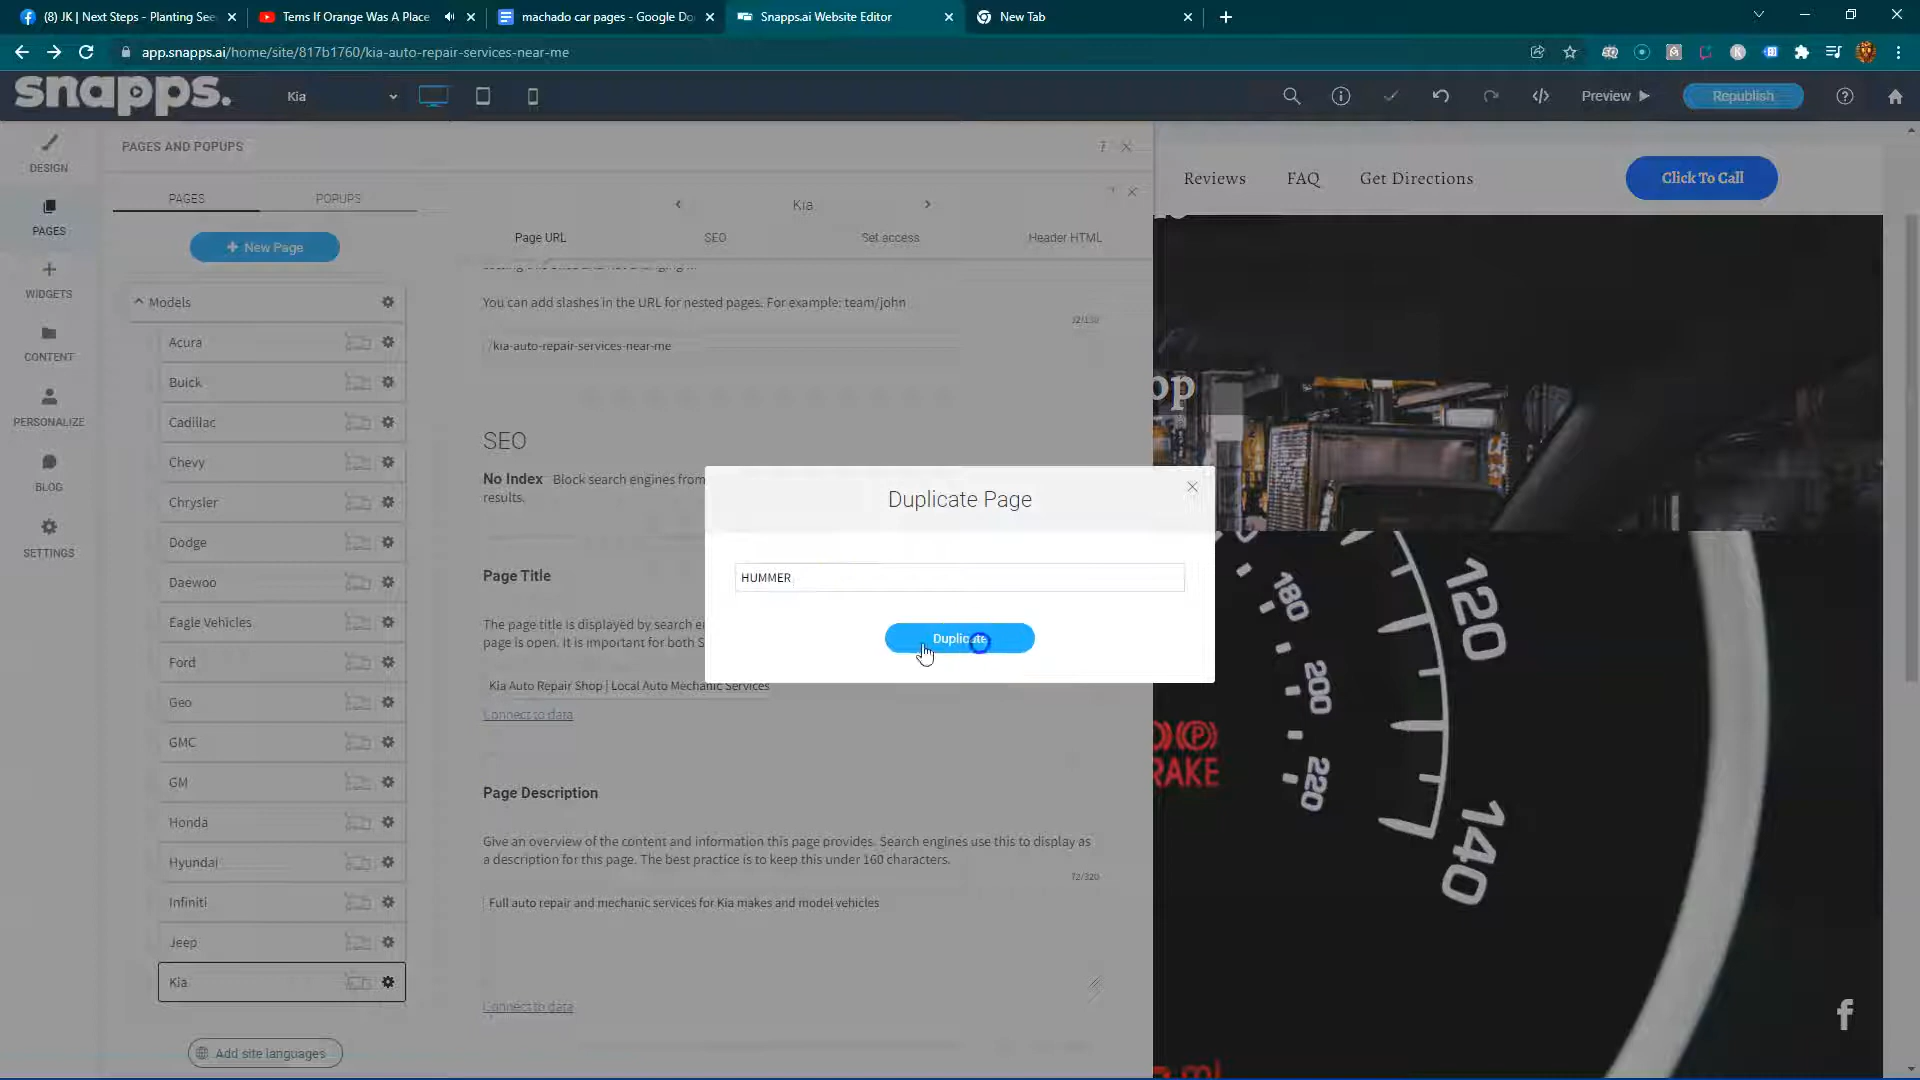 (8) JK | Next Steps - Planting See
Tems If Orange Was A Place
machado car pages - Google Do
Snapps.ai Website Editor
New Tab
app.snapps.ai/home/site/817b1760/kia-auto-repair-services-near-me
snapps.
Kia
Preview
Republish
DESIGN
PAGES
WIDGETS
CONTENT
PERSONALIZE
BLOG
SETTINGS
PAGES AND POPUPS
PAGES
POPUPS
+ New Page
Models
Acura
Buick
Cadillac
Chevy
Chrysler
Dodge
Daewoo
Eagle Vehicles
Ford
Geo
GMC
GM
Honda
Hyundai
Infiniti
Jeep
Kia
Add site languages
Kia
Page URL
SEO
Set access
Header HTML
You can add slashes in the URL for nested pages. For example: team/john
/kia-auto-repair-services-near-me
SEO
No Index Block search engines from
results.
Page Title
The page title is displayed by search en
page is open. It is important for both S
Kia Auto Repair Shop | Local Auto Mechanic Services
Connect to data
Page Description
Give an overview of the content and information this page provides. Search engines use this to display as
a description for this page. The best practice is to keep this under 160 characters.
72/320
Full auto repair and mechanic services for Kia makes and model vehicles
Connect to data
Duplicate Page
HUMMER
Duplicate
Reviews
FAQ
Get Directions
Click To Call
op
120
140
180
200
220
(P)
RAKE
f